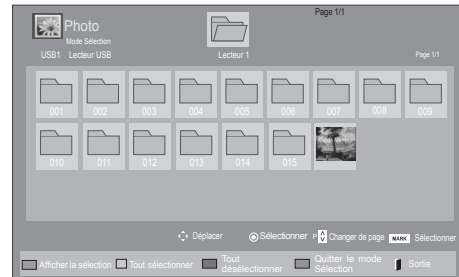 Page 1/1
Photo
Mode Sélection
USB1 Lecteur USB
Lecteur 1
Page 1/1
001 002 003 004 005 006 007 008 009
010 011 012 013 014 015
Déplacer Sélectionner P Changer de page MARK Sélectionner
Afficher la sélection Tout sélectionner Tout désélectionner Quitter le mode Sélection Sortie